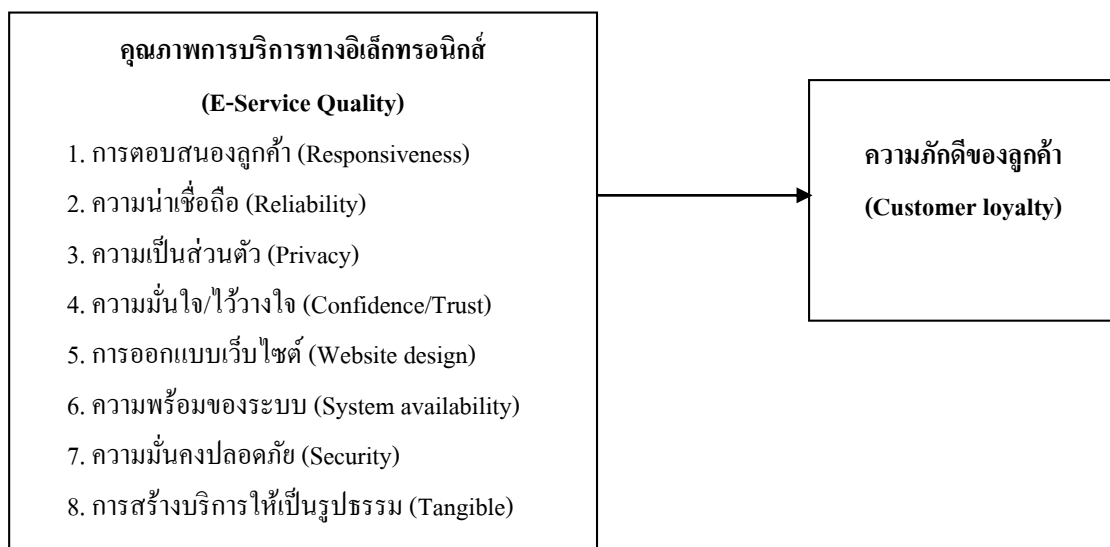 คุณภาพการบริการทางอิเล็กทรอนิกส์
(E-Service Quality)
1. การตอบสนองลูกค้า (Responsiveness)
2. ความน่าเชื่อถือ (Reliability)
3. ความเป็นส่วนตัว (Privacy)
4. ความมั่นใจ/ไว้วางใจ (Confidence/Trust)
5. การออกแบบเว็บไซต์ (Website design)
6. ความพร้อมของระบบ (System availability)
7. ความมั่นคงปลอดภัย (Security)
8. การสร้างบริการให้เป็นรูปธรรม (Tangible)
ความภักดีของลูกค้า
(Customer loyalty)